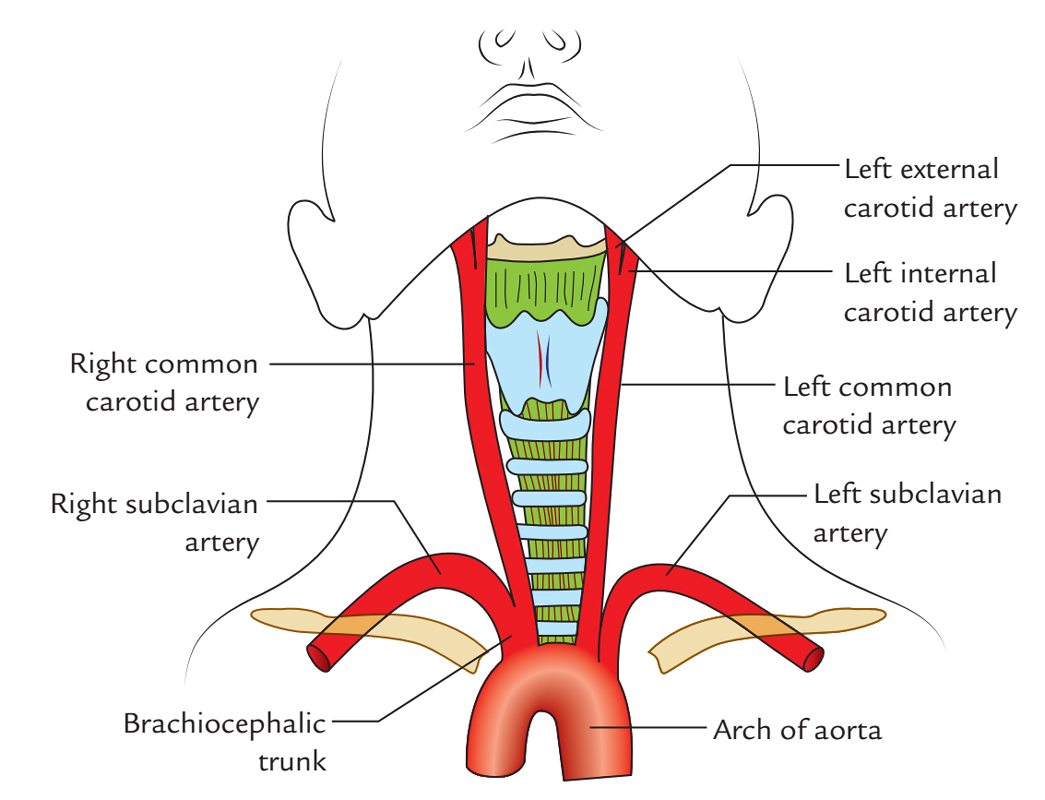 Left external
carotid artery
Left internal
carotid artery
Right common
carotid artery
Left common
carotid artery
Right subclavian
artery
Left subclavian
artery
Brachiocephalic
trunk
Arch of aorta